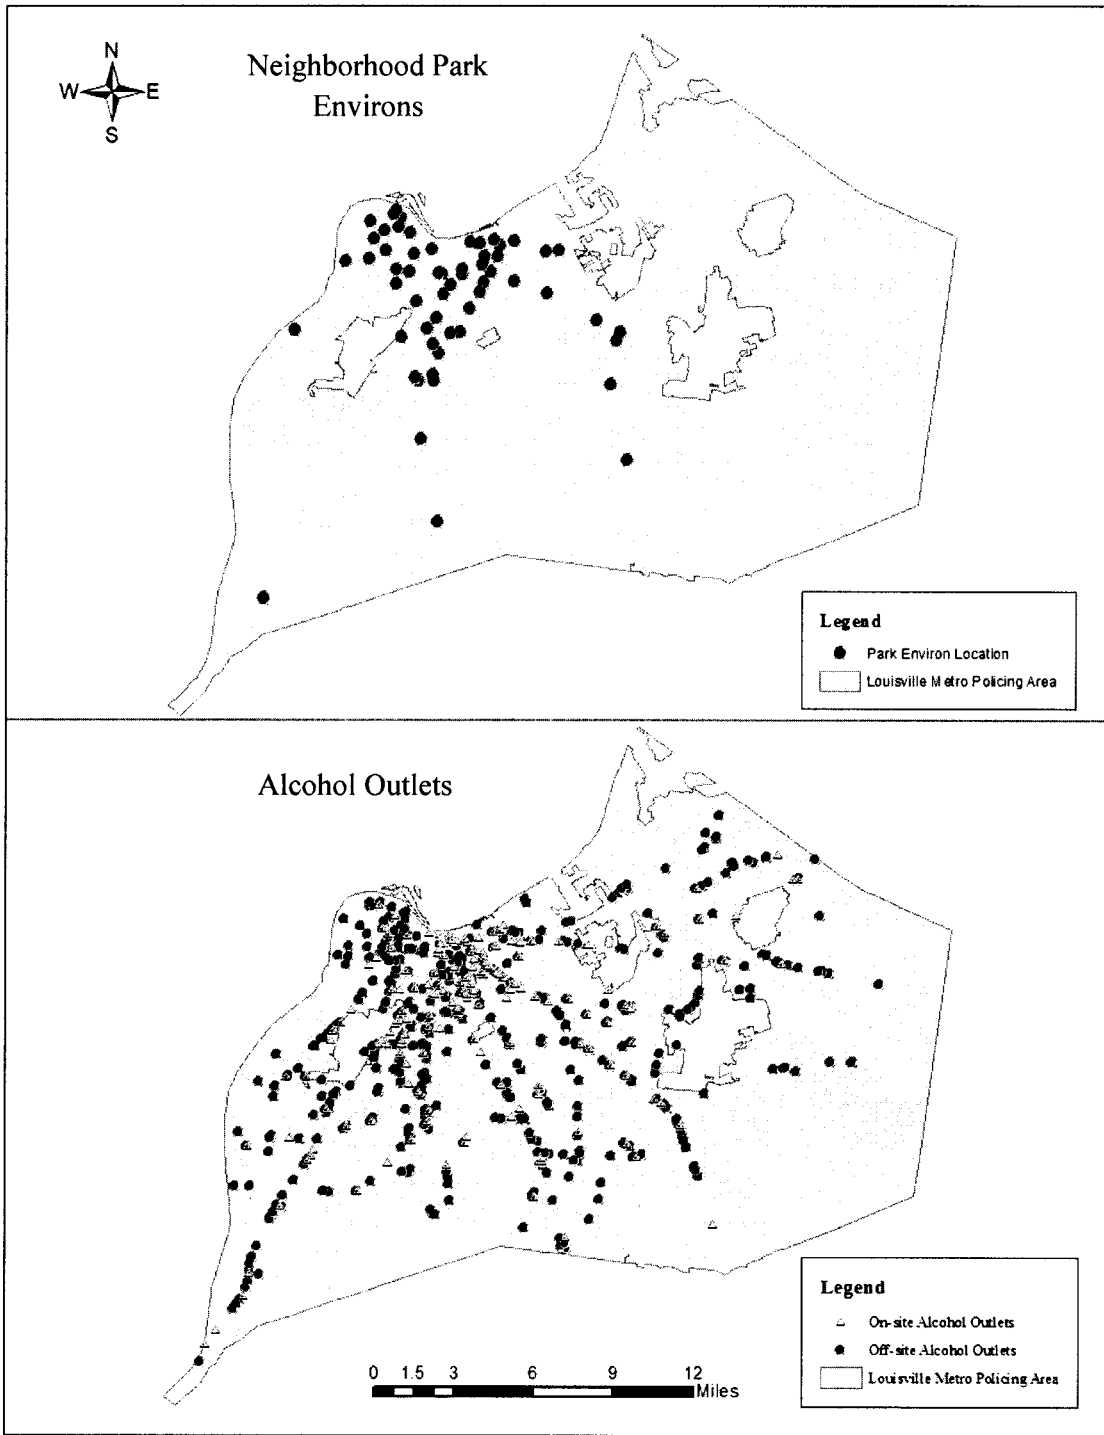 N
W E
S
Neighborhood Park
Environs
Legend
Park Environ Location
Louisville Metro Policing Area
Alcohol Outlets
Legend
On-site Alcohol Outlets
Off-site Alcohol Outlets
Louisville Metro Policing Area
0 1.5 3 6 9 12
Miles